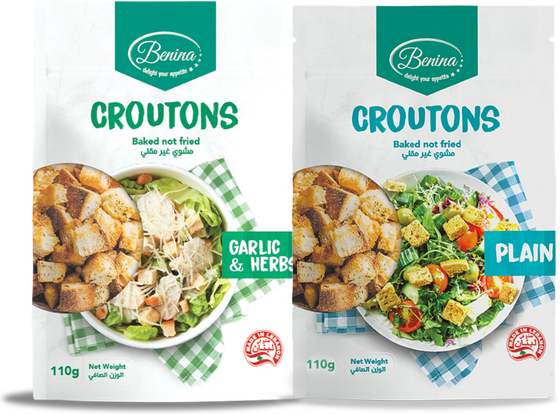 Benina
delight your appetite
CROUTONS
Baked not fried
مشوي غير مقلي
GARLIC
& HERBS
MADE IN LEBANON
110g
Net Weight
الوزن الصافي
Benina
delight your appetite
CROUTONS
Baked not fried
مشوي غير مقلي
PLAIN
MADE IN LEBANON
110g
Net Weight
الوزن الصافي